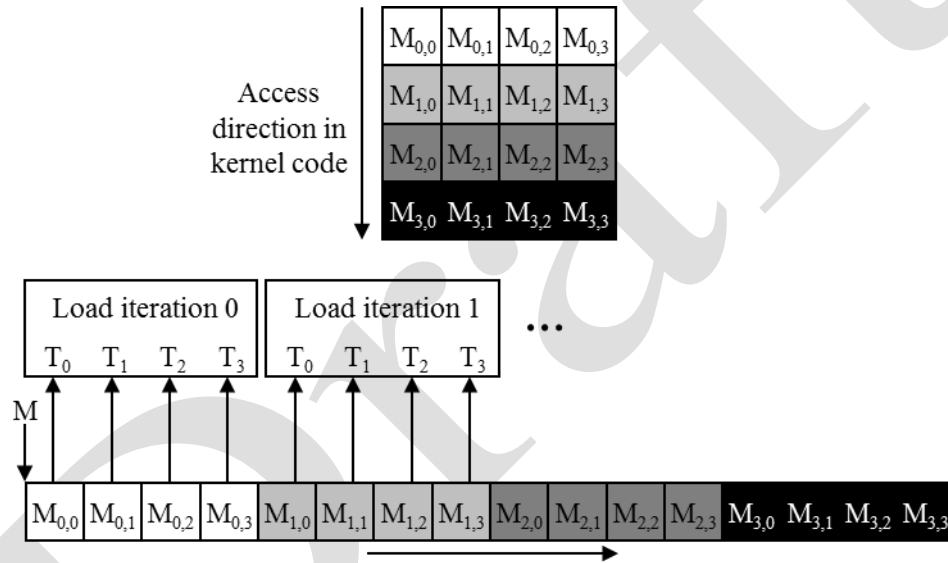 M0,0 M0,1 M0,2 M0,3
Access direction in kernel code
M1,0 M1,1 M1,2 M1,3
M2,0 M2,1 M2,2 M2,3
M3,0 M3,1 M3,2 M3,3
Load iteration 0
T0 T1 T2 T3
Load iteration 1
T0 T1 T2 T3
...
M
M0,0 M0,1 M0,2 M0,3 M1,0 M1,1 M1,2 M1,3 M2,0 M2,1 M2,2 M2,3 M3,0 M3,1 M3,2 M3,3
Draft